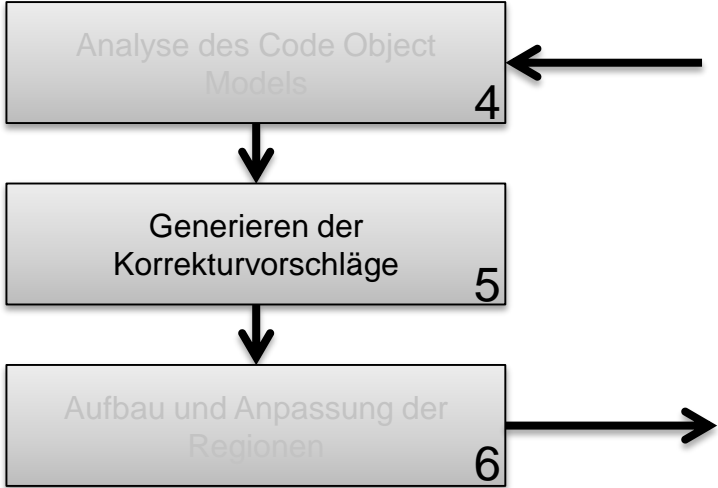 Analyse des Code Object
Models
4
Generieren der
Korrekturvorschläge
5
Aufbau und Anpassung der
Regionen
6